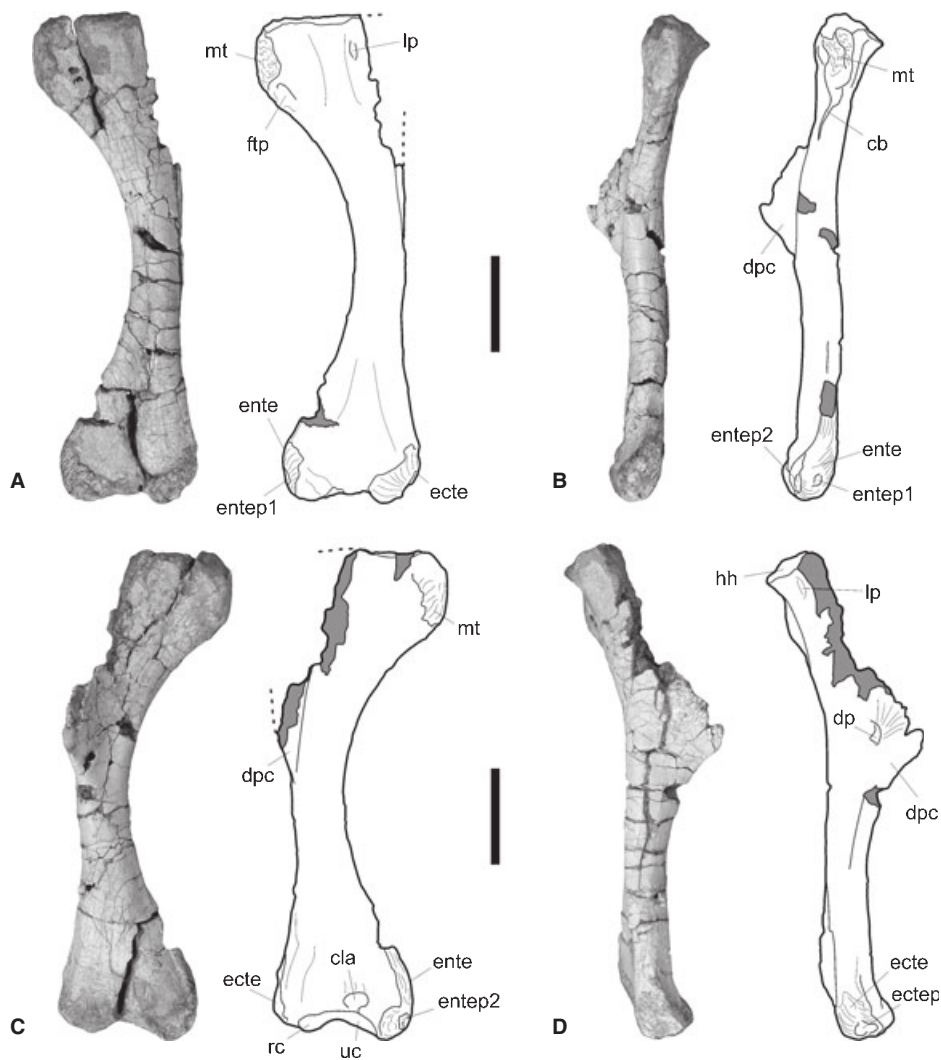 mt
lp
ftp
ente
entep1
ecte
A
mt
cb
dpc
entep2
ente
entep1
B
mt
dpc
cla
ente
ecte
entep2
rc
uc
C
hh
lp
dp
dpc
ecte
ectep
D